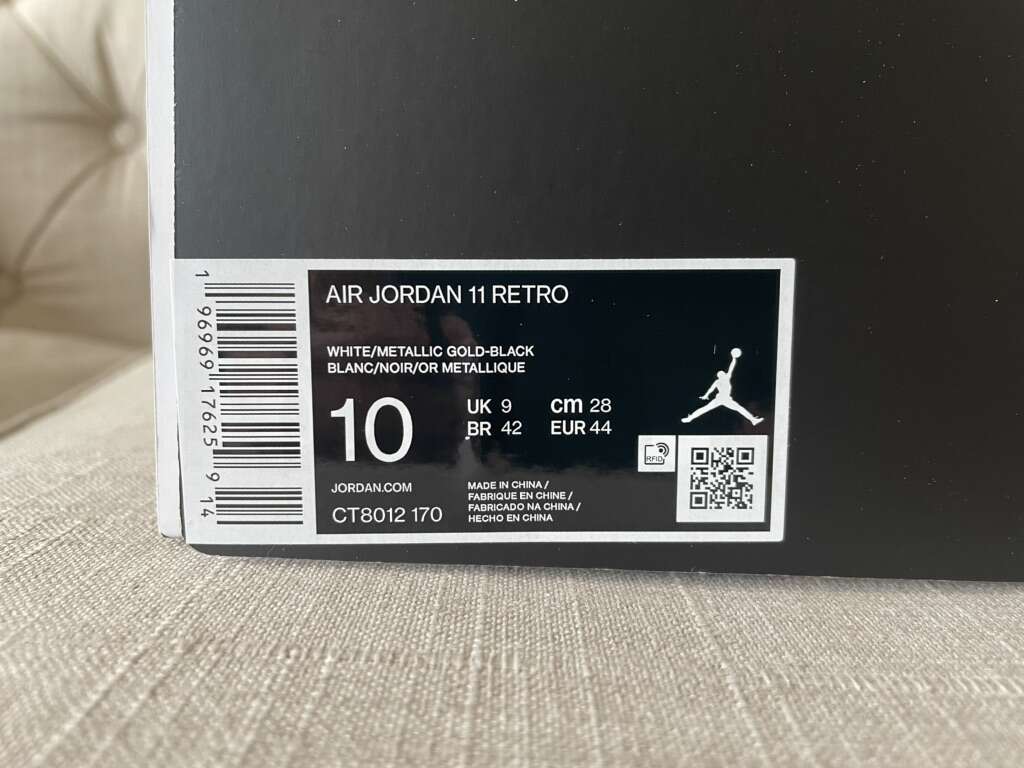 1 96969 17625 9 14
AIR JORDAN 11 RETRO
WHITE/METALLIC GOLD-BLACK
BLANC/NOIR/OR METALLIQUE
10
UK 9 cm 28
BR 42 EUR 44
RFID
JORDAN.COM
CT8012 170
MADE IN CHINA /
FABRIQUE EN CHINE /
FABRICADO NA CHINA /
HECHO EN CHINA